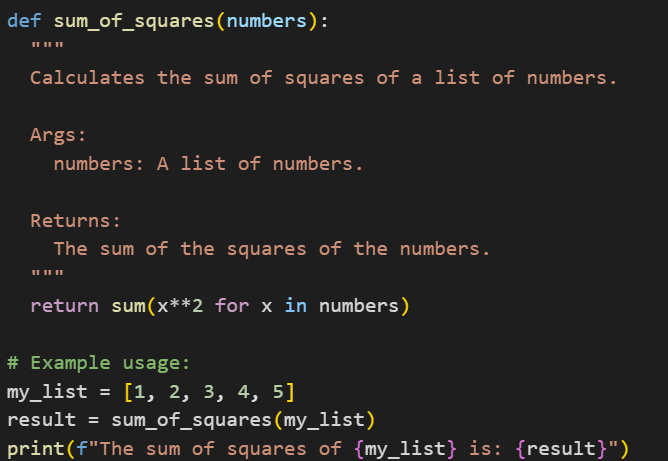 def sum_of_squares(numbers):
  """
  Calculates the sum of squares of a list of numbers.

  Args:
    numbers: A list of numbers.

  Returns:
    The sum of the squares of the numbers.
  """
  return sum(x**2 for x in numbers)

# Example usage:
my_list = [1, 2, 3, 4, 5]
result = sum_of_squares(my_list)
print(f"The sum of squares of {my_list} is: {result}")